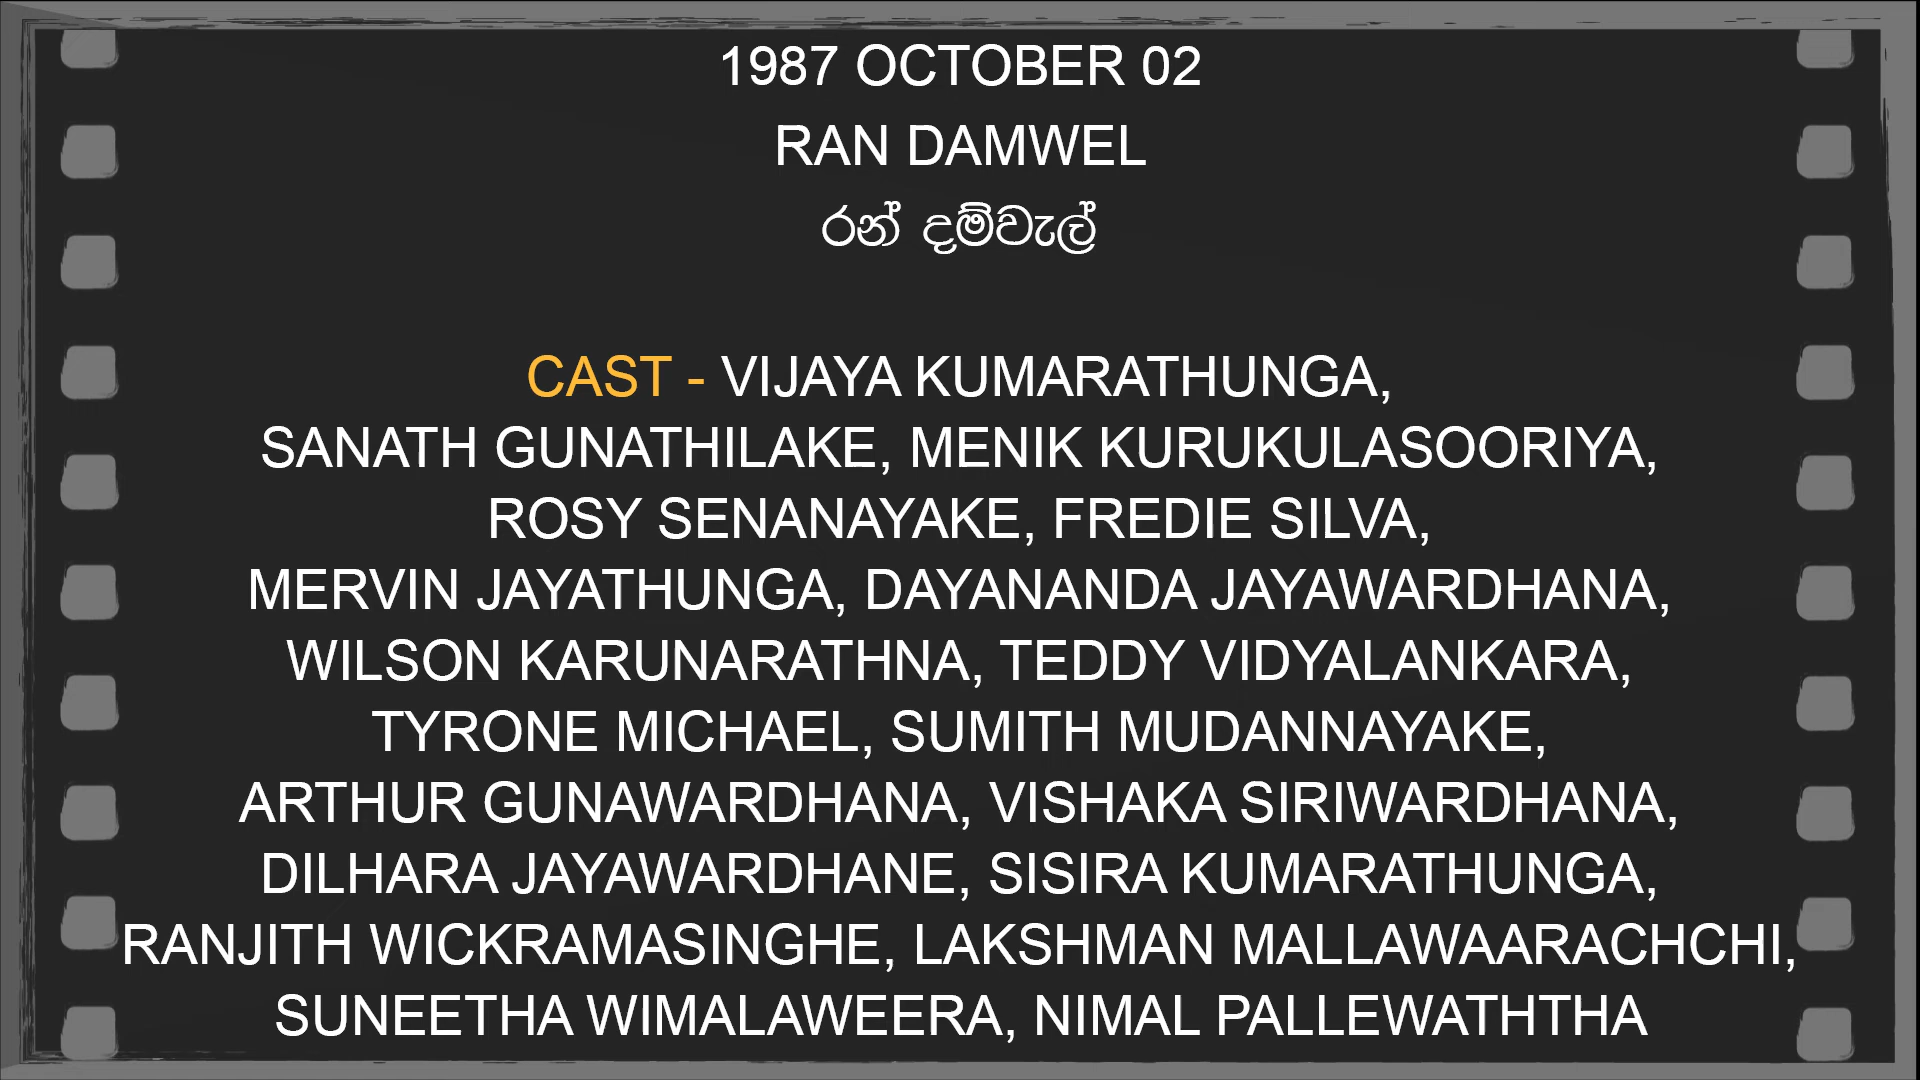 1987 OCTOBER 02
RAN DAMWEL
රන් දම්වැල්
CAST - VIJAYA KUMARATHUNGA,
SANATH GUNATHILAKE, MENIK KURUKULASOORIYA,
ROSY SENANAYAKE, FREDIE SILVA,
MERVIN JAYATHUNGA, DAYANANDA JAYAWARDHANA,
WILSON KARUNARATHNA, TEDDY VIDYALANKARA,
TYRONE MICHAEL, SUMITH MUDANNAYAKE,
ARTHUR GUNAWARDHANA, VISHAKA SIRIWARDHANA,
DILHARA JAYAWARDHANE, SISIRA KUMARATHUNGA,
RANJITH WICKRAMASINGHE, LAKSHMAN MALLAWAARACHCHI,
SUNEETHA WIMALAWEERA, NIMAL PALLEWATHTHA